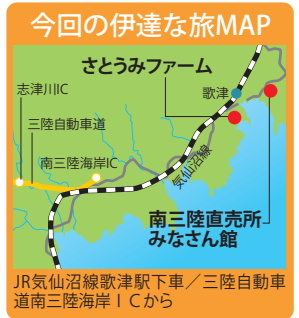 今回の伊達な旅MAP
さとうみファーム
志津川IC
歌津
三陸自動車道
南三陸海岸IC
気仙沼線
南三陸直売所
みなさん館
JR気仙沼線歌津駅下車／三陸自動車
道南三陸海岸ＩＣから